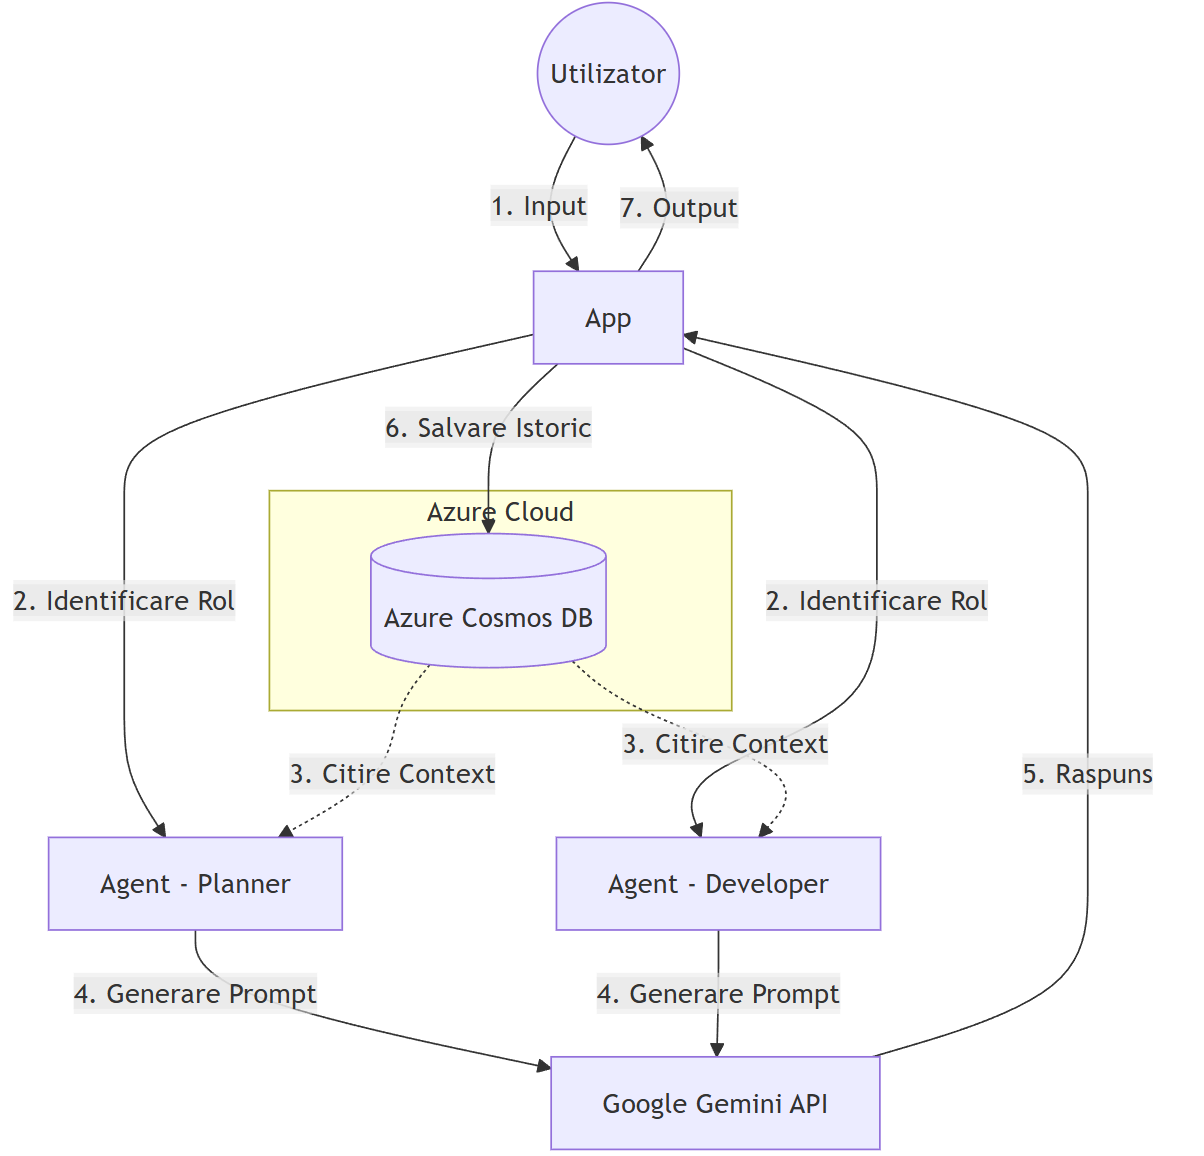 Utilizator
1. Input
7. Output
App
6. Salvare Istoric
Azure Cloud
2. Identificare Rol
Azure Cosmos DB
2. Identificare Rol
3. Citire Context
3. Citire Context
5. Raspuns
Agent - Planner
Agent - Developer
4. Generare Prompt
4. Generare Prompt
Google Gemini API